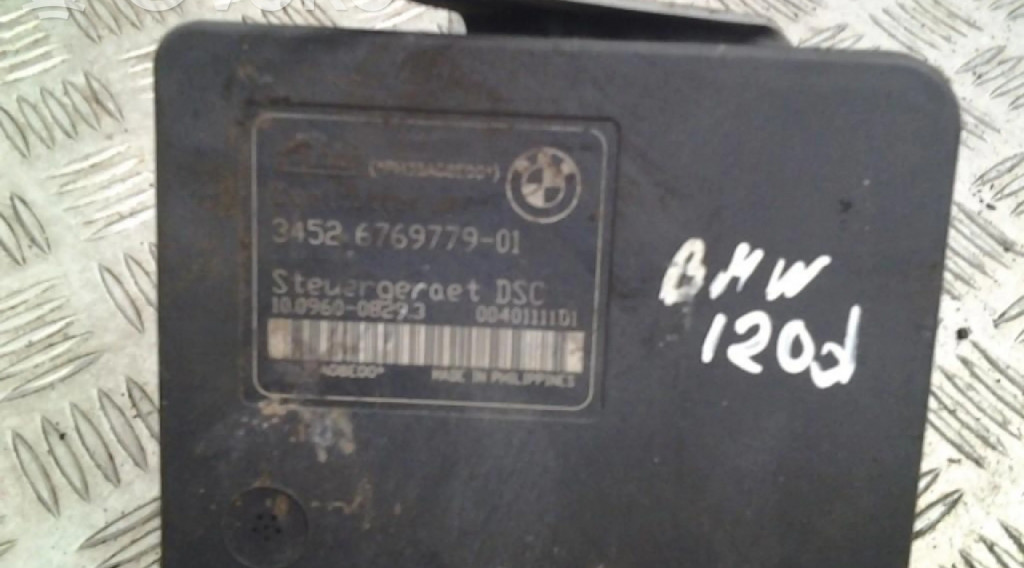 3452 6769779-01
Steuergeraet DSC
10.0960-0829.3 00401111D1
MADE IN PHILIPPINES
BMW
120d